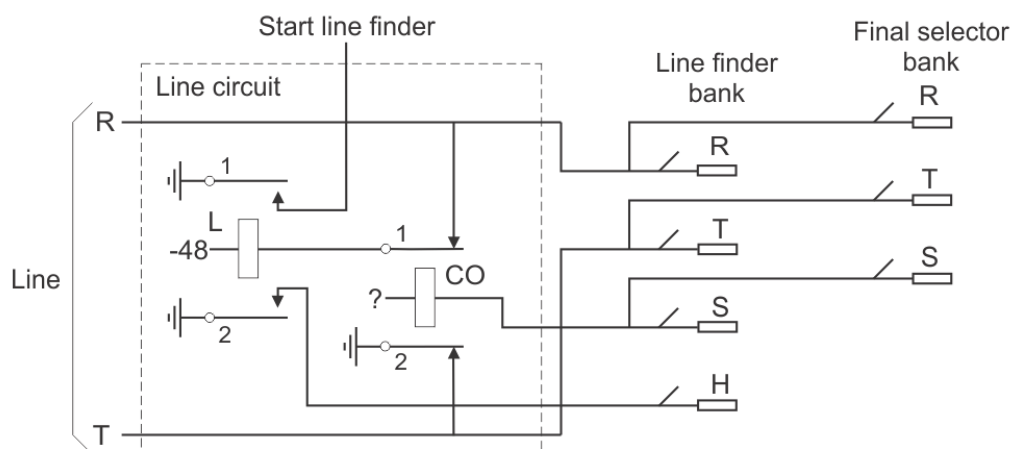 Start line finder
Final selector
bank
Line finder
bank
Line circuit
R
R
1
R
T
L
-48
1
T
S
Line
CO
?
S
2
2
H
T